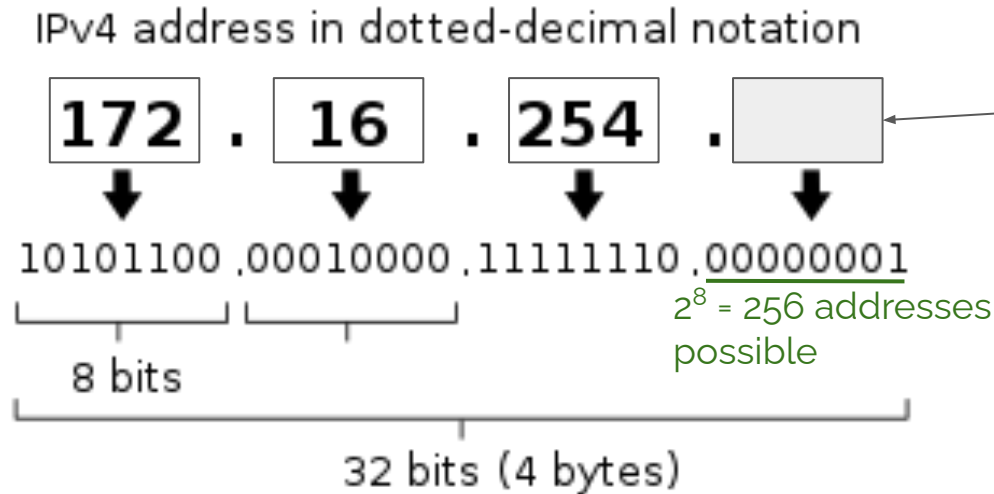 IPv4 address in dotted-decimal notation
172 . 16 . 254 .
10101100 .00010000 .11111110 .00000001
2⁸ = 256 addresses
possible
8 bits
32 bits (4 bytes)